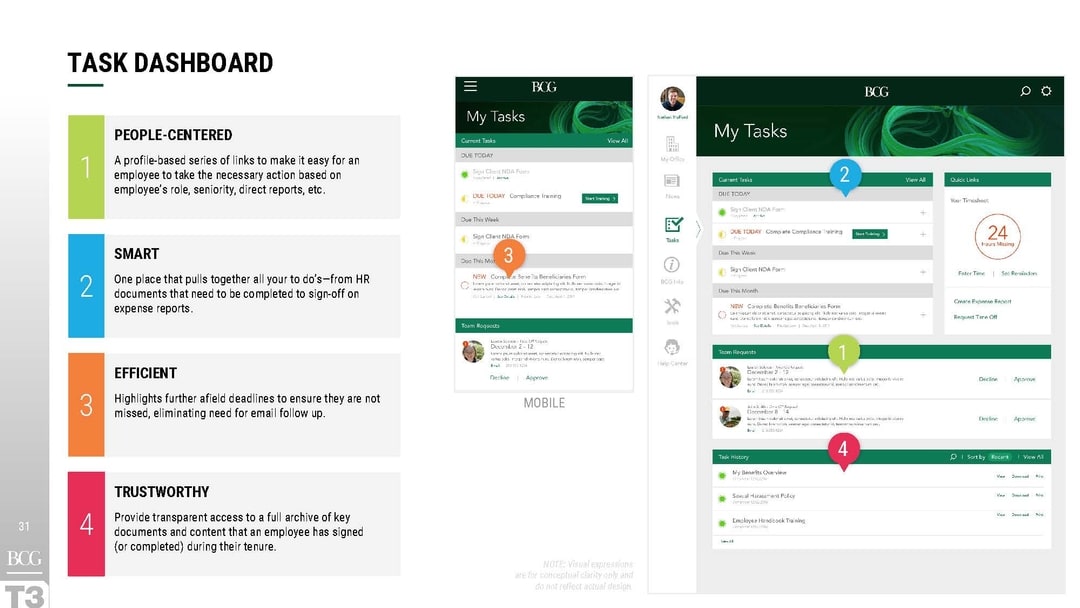 TASK DASHBOARD
1
PEOPLE-CENTERED
A profile-based series of links to make it easy for an
employee to take the necessary action based on
employee's role, seniority, direct reports, etc.
2
SMART
One place that pulls together all your to do's—from HR
documents that need to be completed to sign-off on
expense reports.
3
EFFICIENT
Highlights further afield deadlines to ensure they are not
missed, eliminating need for email follow up.
4
TRUSTWORTHY
Provide transparent access to a full archive of key
documents and content that an employee has signed
(or completed) during their tenure.
31
BCG
T3
BCG
My Tasks
Current Tasks View All
DUE TODAY
Sign Client NDA Form
DUE TODAY Compliance Training Start Training
Due This Week
Sign Client NDA Form
3
Due This
NEW Complete Benefits Beneficiaries Form
Team Requests
December 2 - 12
Decline | Approve
MOBILE
NOTE: Visual expressions
are for conceptual clarity only and
do not reflect actual design.
BCG
My Office
News
Tasks
BCG Info
Tools
Help Center
My Tasks
2
Current Tasks View All
DUE TODAY
Sign Client NDA Form
DUE TODAY Complete Compliance Training Start Training
Due This Week
Sign Client NDA Form
Due This Month
NEW Complete Benefits Beneficiaries Form
Quick Links
Your Timesheet
24
Hours Missing
Enter Time | Set Reminders
Create Expense Report
Request Time Off
1
Team Requests
December 2 - 12
Decline Approve
December 8 - 14
Decline Approve
4
Task History Sort by Recent | View All
My Benefits Overview
View Download Print
Sexual Harassment Policy
View Download Print
Employee Handbook Training
View Download Print
View All